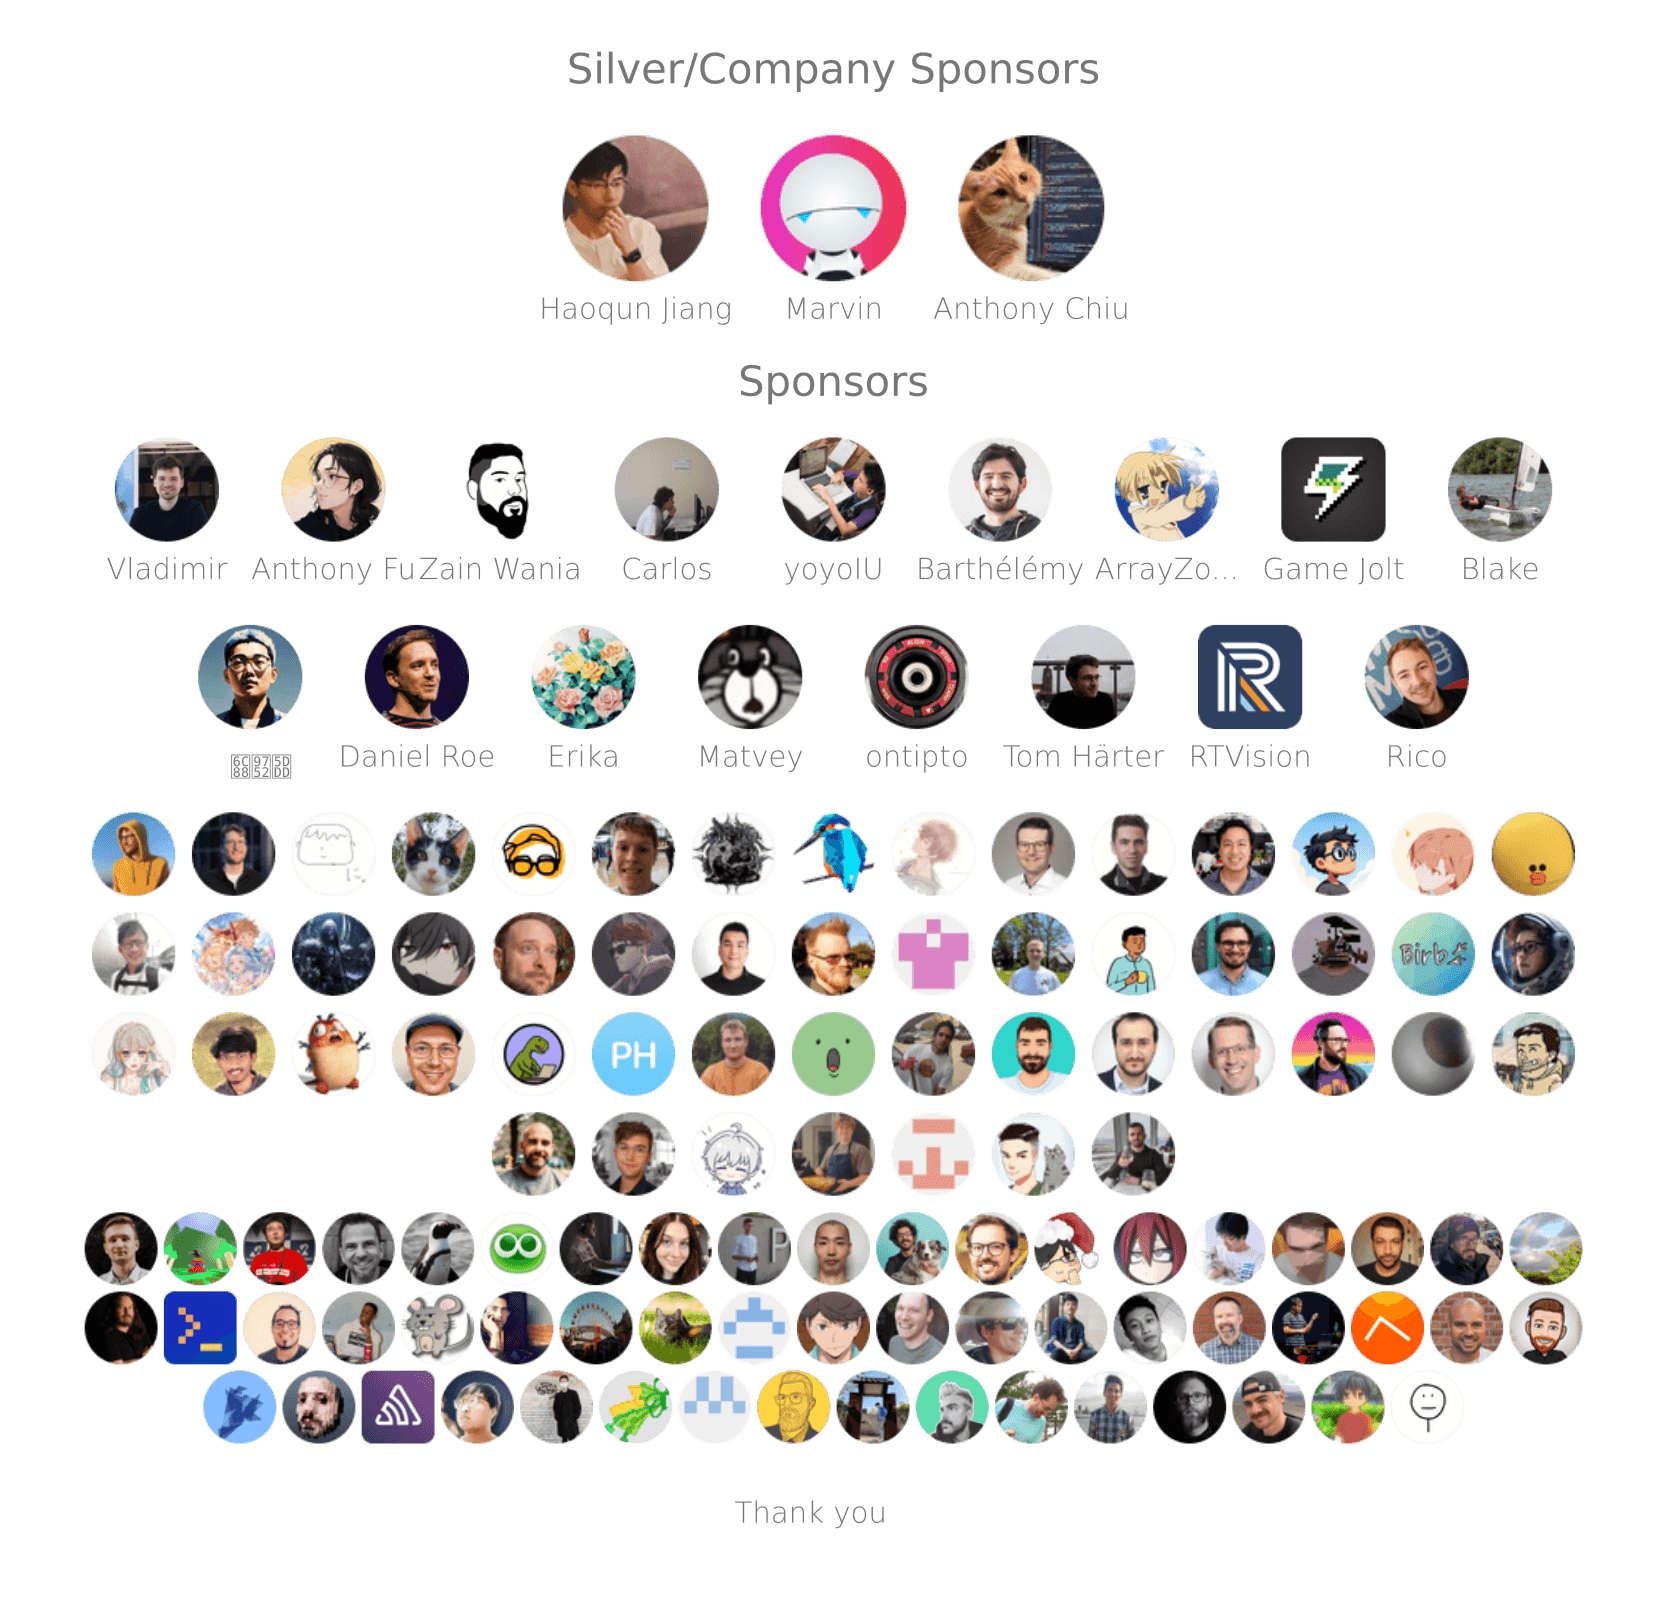 Silver/Company Sponsors
Haoqun Jiang Marvin Anthony Chiu
Sponsors
Vladimir Anthony Fu Zain Wania Carlos yoyoIU Barthélémy ArrayZo... Game Jolt Blake
Daniel Roe Erika Matvey ontipto Tom Härter RTVision Rico
Birb
PH
P
Thank you